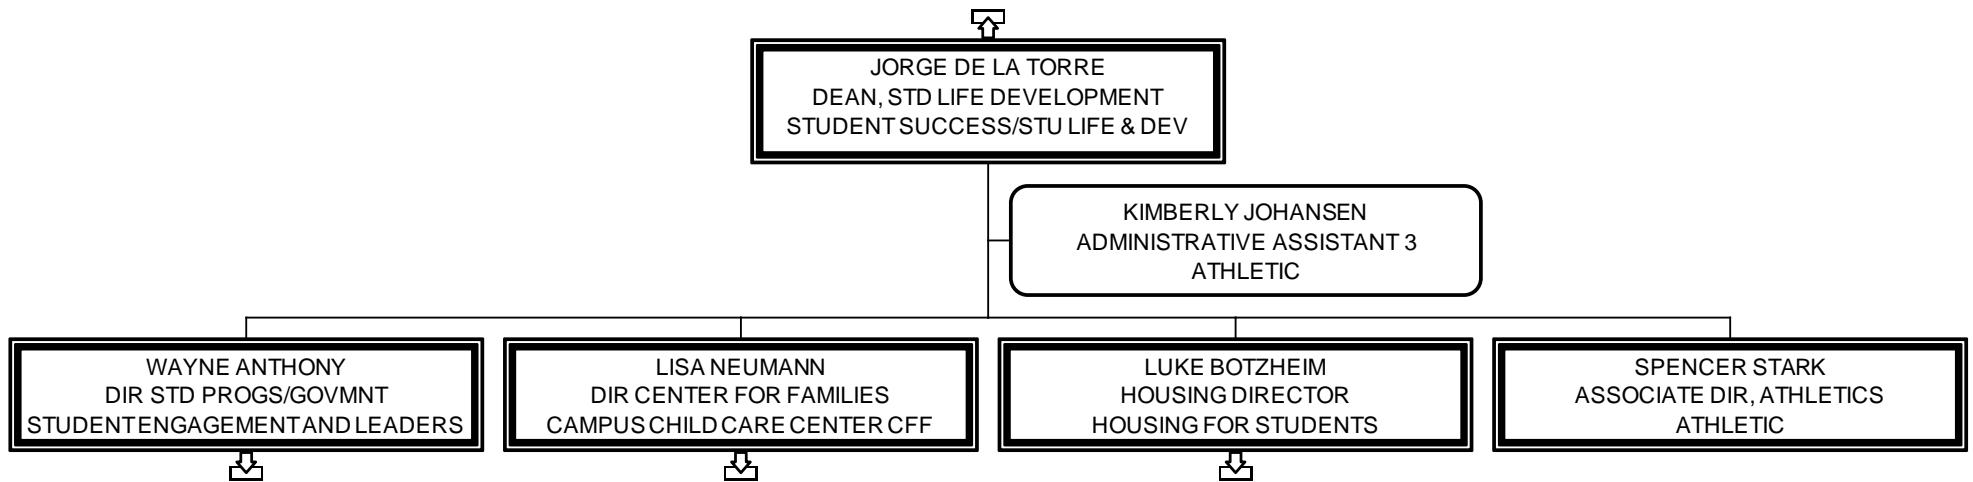 JORGE DE LA TORRE
DEAN, STD LIFE DEVELOPMENT
STUDENT SUCCESS/STU LIFE & DEV
KIMBERLY JOHANSEN
ADMINISTRATIVE ASSISTANT 3
ATHLETIC
WAYNE ANTHONY
DIR STD PROGS/GOVMNT
STUDENT ENGAGEMENT AND LEADERS
LISA NEUMANN
DIR CENTER FOR FAMILIES
CAMPUS CHILD CARE CENTER CFF
LUKE BOTZHEIM
HOUSING DIRECTOR
HOUSING FOR STUDENTS
SPENCER STARK
ASSOCIATE DIR, ATHLETICS
ATHLETIC